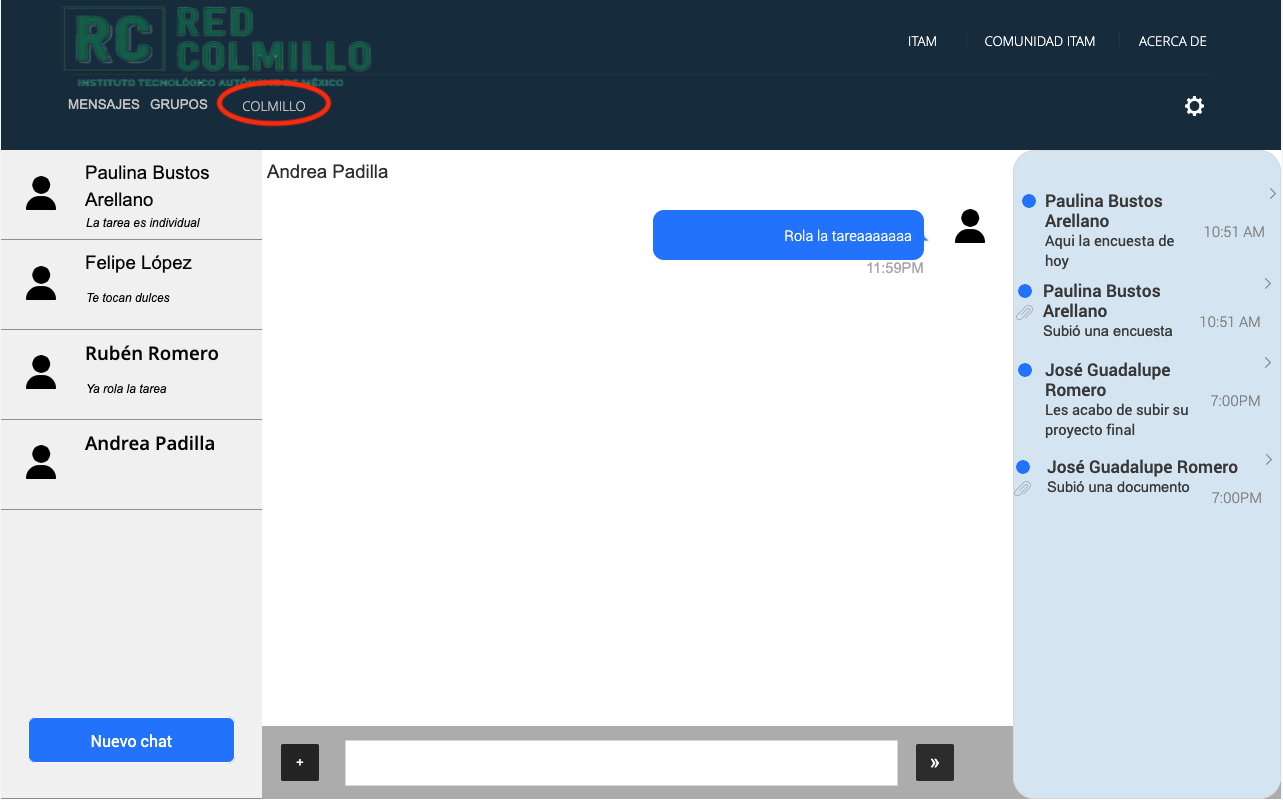 RC RED
COLMILLO
INSTITUTO TECNOLÓGICO AUTÓNOMO DE MÉXICO
ITAM
COMUNIDAD ITAM
ACERCA DE
MENSAJES GRUPOS COLMILLO
Paulina Bustos
Arellano
La tarea es individual
Felipe López
Te tocan dulces
Rubén Romero
Ya rola la tarea
Andrea Padilla
Nuevo chat
Andrea Padilla
Rola la tareaaaaaaa
11:59PM
+
»
Paulina Bustos
Arellano
10:51 AM
Aqui la encuesta de
hoy
Paulina Bustos
Arellano
10:51 AM
Subió una encuesta
José Guadalupe
Romero
7:00PM
Les acabo de subir su
proyecto final
José Guadalupe Romero
Subió una documento
7:00PM